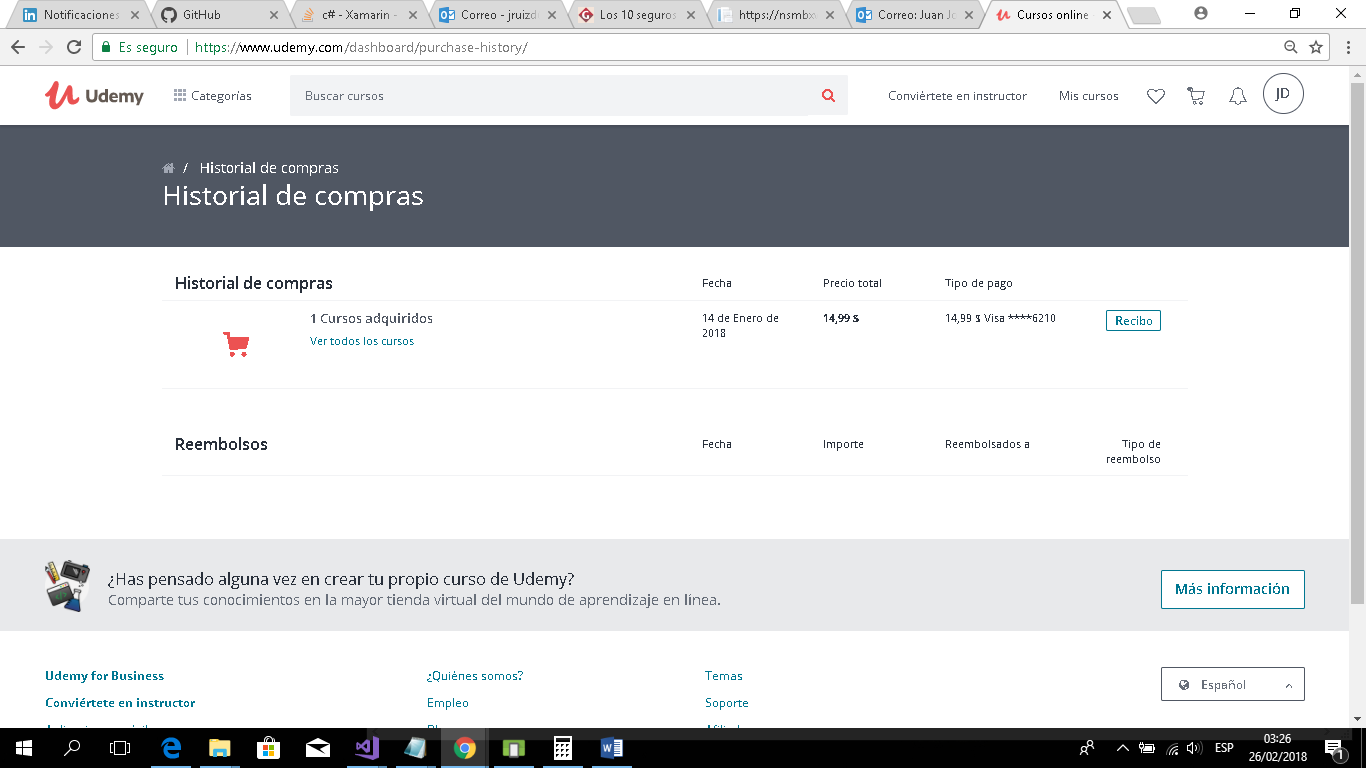 Notificaciones
GitHub
c# - Xamarin -
Correo - jruizdi
Los 10 seguros
https://nsmbx
Correo: Juan Jo
Cursos online
Es seguro
https://www.udemy.com/dashboard/purchase-history/
Udemy
Categorías
Buscar cursos
Conviértete en instructor
Mis cursos
JD
/ Historial de compras
Historial de compras
Historial de compras
Fecha
Precio total
Tipo de pago
1 Cursos adquiridos
14 de Enero de
2018
14,99 $
14,99 $ Visa ****6210
Recibo
Ver todos los cursos
Reembolsos
Fecha
Importe
Reembolsados a
Tipo de
reembolso
¿Has pensado alguna vez en crear tu propio curso de Udemy?
Comparte tus conocimientos en la mayor tienda virtual del mundo de aprendizaje en línea.
Más información
Udemy for Business
¿Quiénes somos?
Temas
Español
Conviértete en instructor
Empleo
Soporte
ESP
03:26
26/02/2018
1